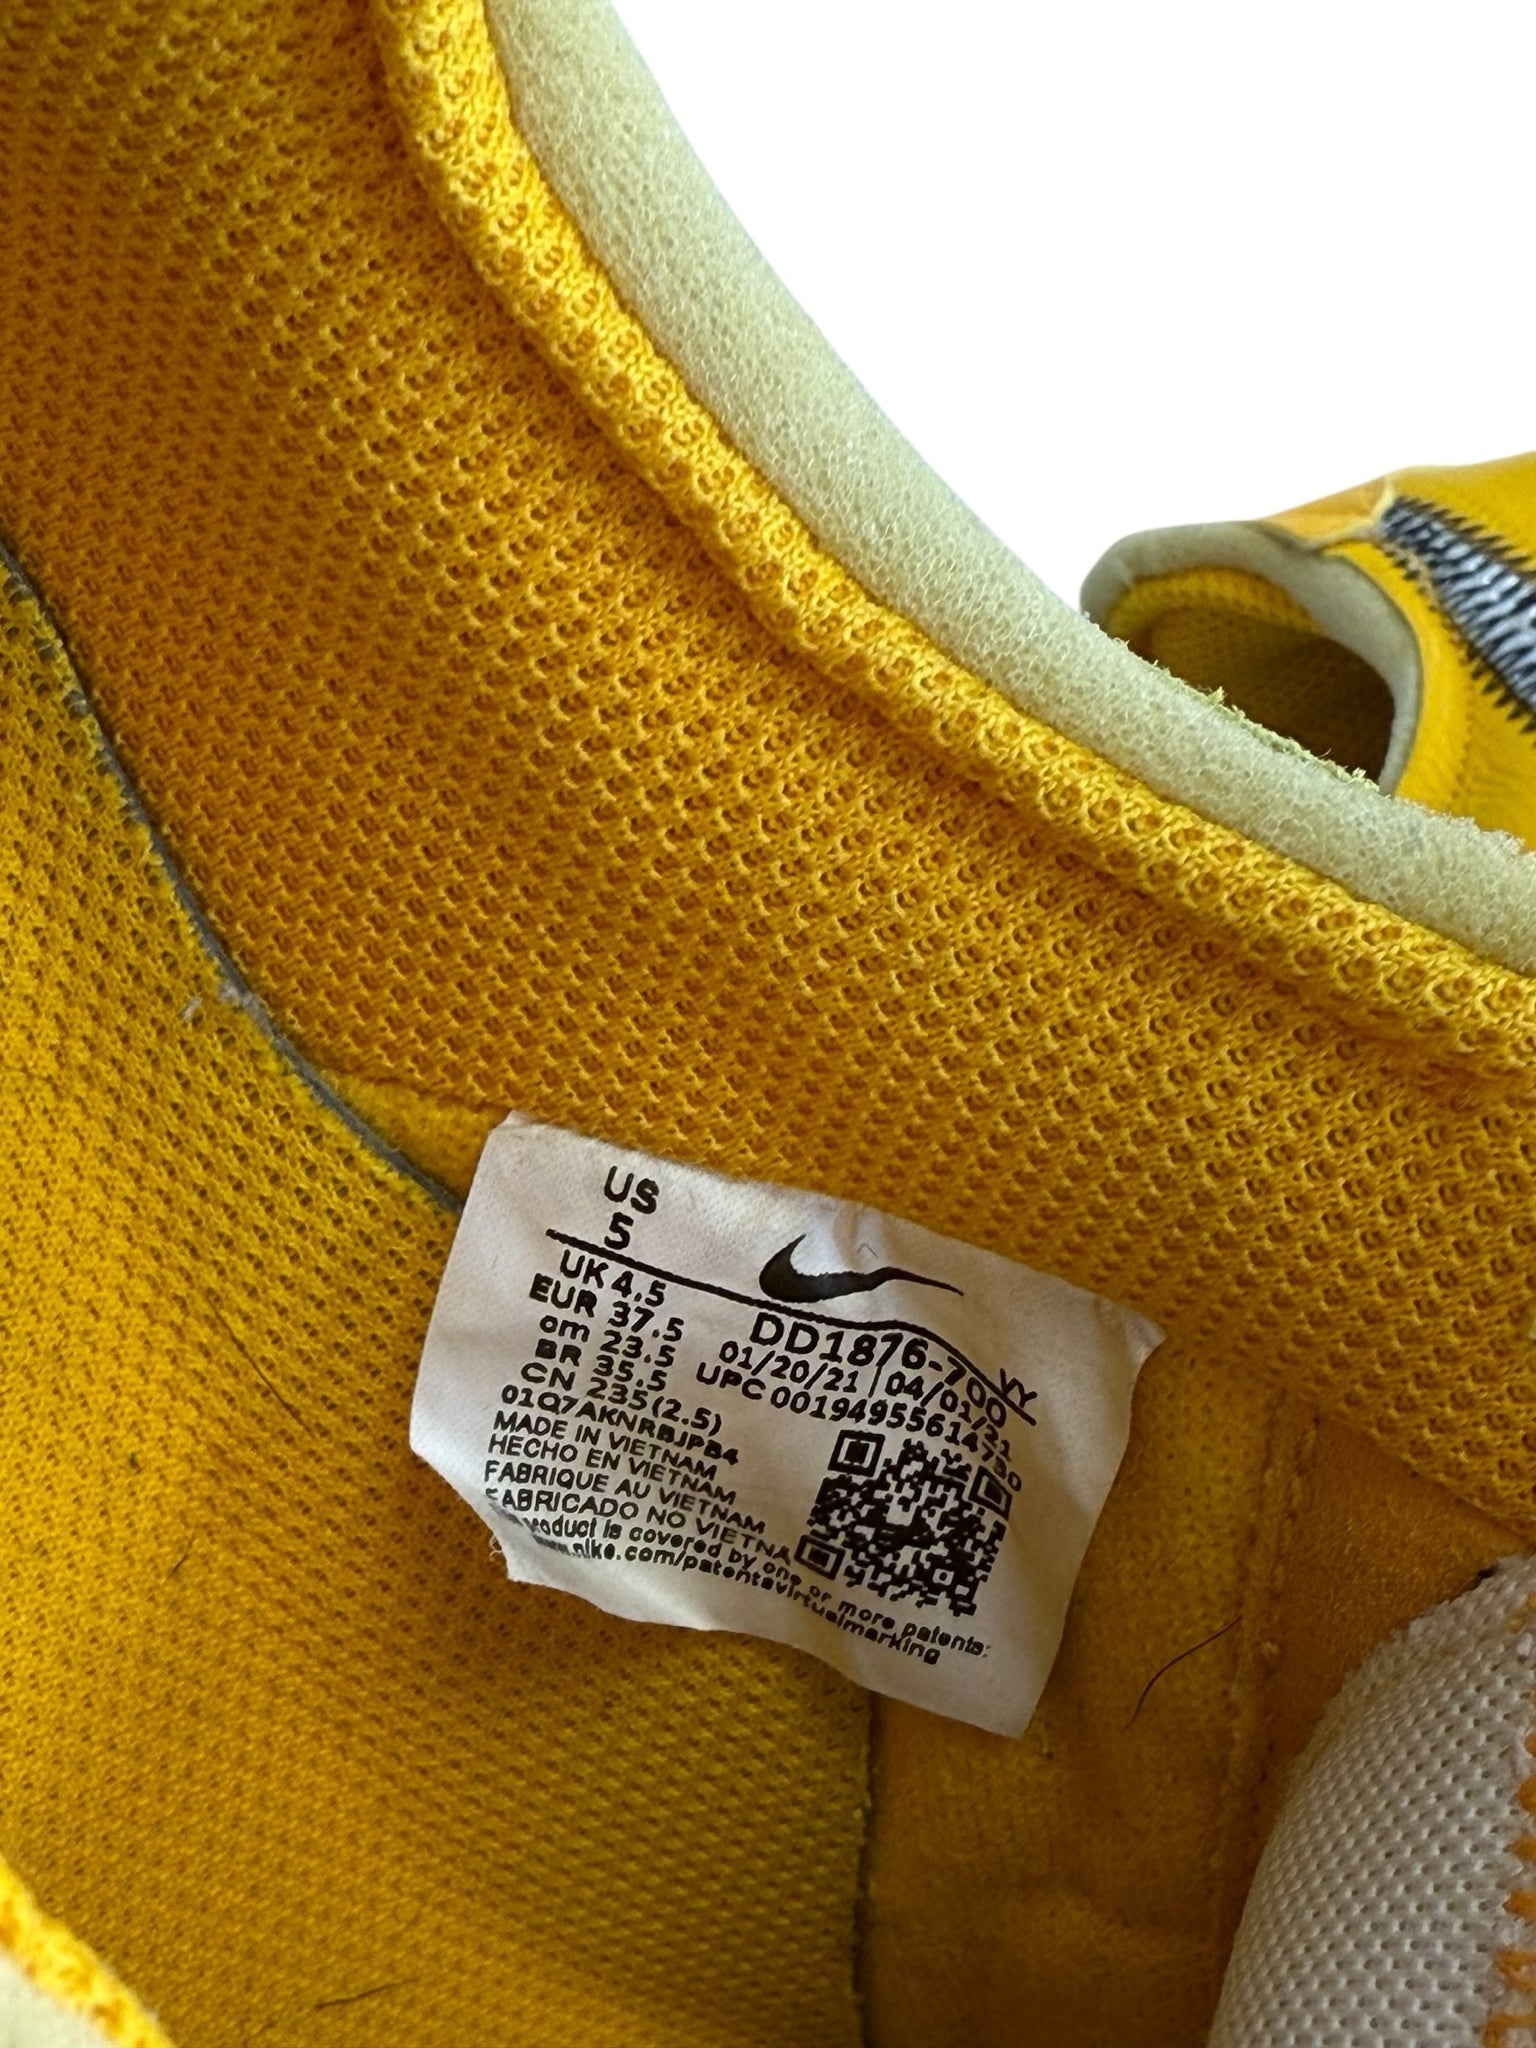 US
5
UK 4.5
EUR 37.5
cm 23.5
BR 35.5
CN 235(2.5)
01Q7AKNRBJPB4
MADE IN VIETNAM
HECHO EN VIETNAM
FABRIQUE AU VIETNAM
FABRICADO NO VIETNA
product is covered by one or more patents:
www.nike.com/patentsvirtualmarking
DD1876-700 VY
01/20/21 | 04/01/21
UPC 00194955614730